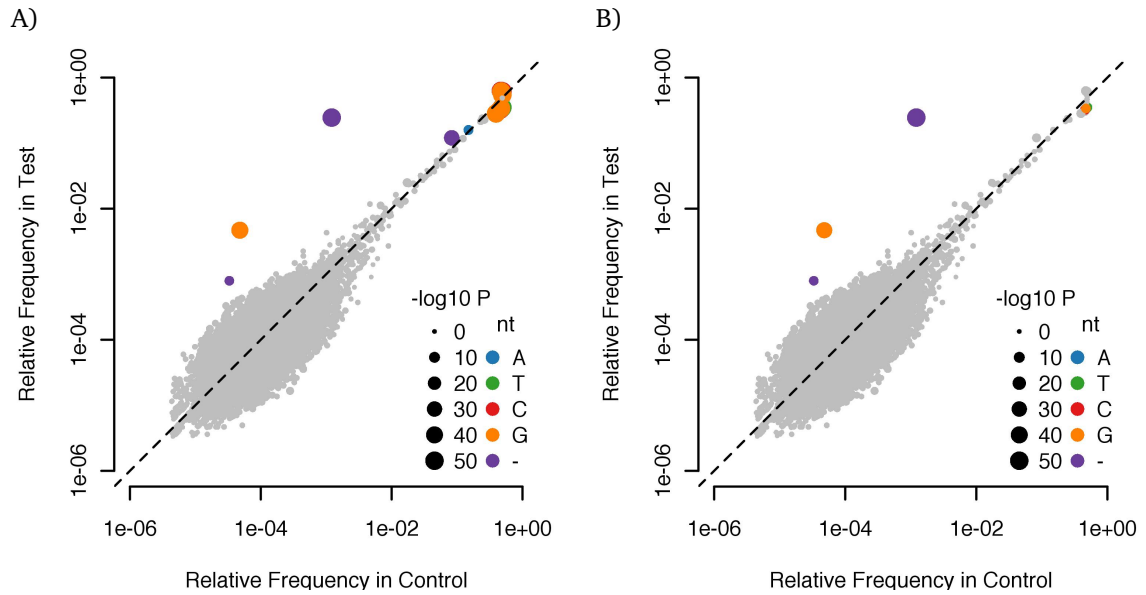 A)
Relative Frequency in Test
1e+00
1e-02
1e-04
1e-06
-log10 P
nt
0
10 A
20 T
30 C
40 G
50 -
1e-06 1e-04 1e-02 1e+00
Relative Frequency in Control
B)
Relative Frequency in Test
1e+00
1e-02
1e-04
1e-06
-log10 P
nt
0
10 A
20 T
30 C
40 G
50 -
1e-06 1e-04 1e-02 1e+00
Relative Frequency in Control